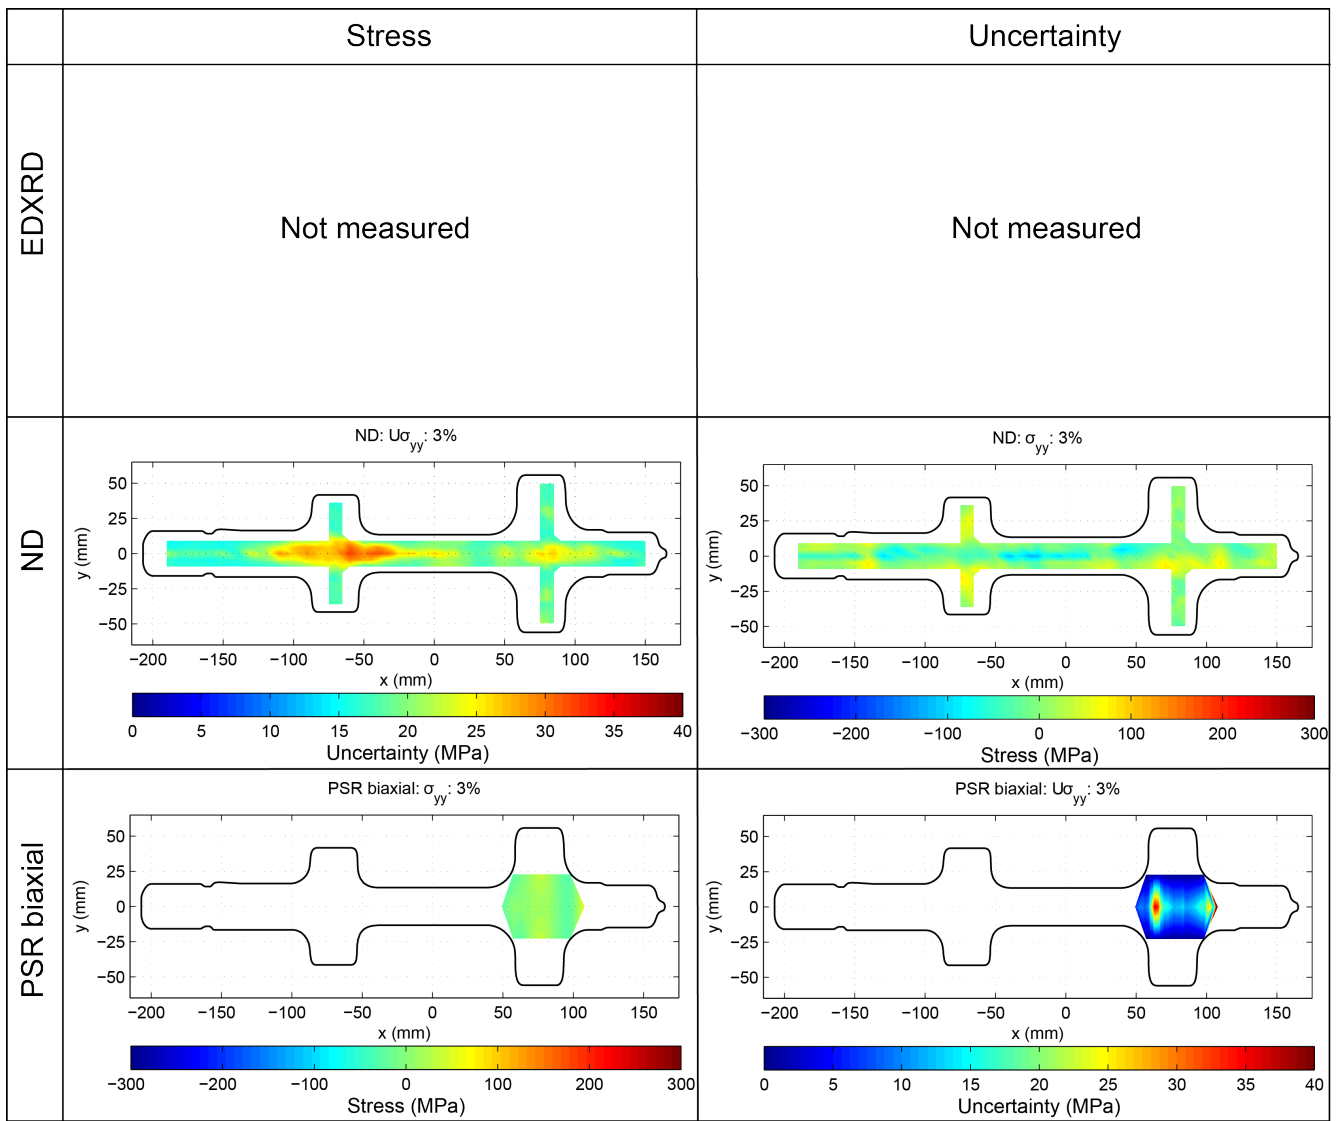 Stress
Uncertainty
EDXRD
Not measured
Not measured
ND
ND: Uσyy: 3%
50
25
0
−25
−50
y (mm)
−200 −150 −100 −50 0 50 100 150
x (mm)
0 5 10 15 20 25 30 35 40
Uncertainty (MPa)
ND: σyy: 3%
50
25
0
−25
−50
y (mm)
−200 −150 −100 −50 0 50 100 150
x (mm)
−300 −200 −100 0 100 200 300
Stress (MPa)
PSR biaxial
PSR biaxial: σyy: 3%
50
25
0
−25
−50
y (mm)
−200 −150 −100 −50 0 50 100 150
x (mm)
−300 −200 −100 0 100 200 300
Stress (MPa)
PSR biaxial: Uσyy: 3%
50
25
0
−25
−50
y (mm)
−200 −150 −100 −50 0 50 100 150
x (mm)
0 5 10 15 20 25 30 35 40
Uncertainty (MPa)